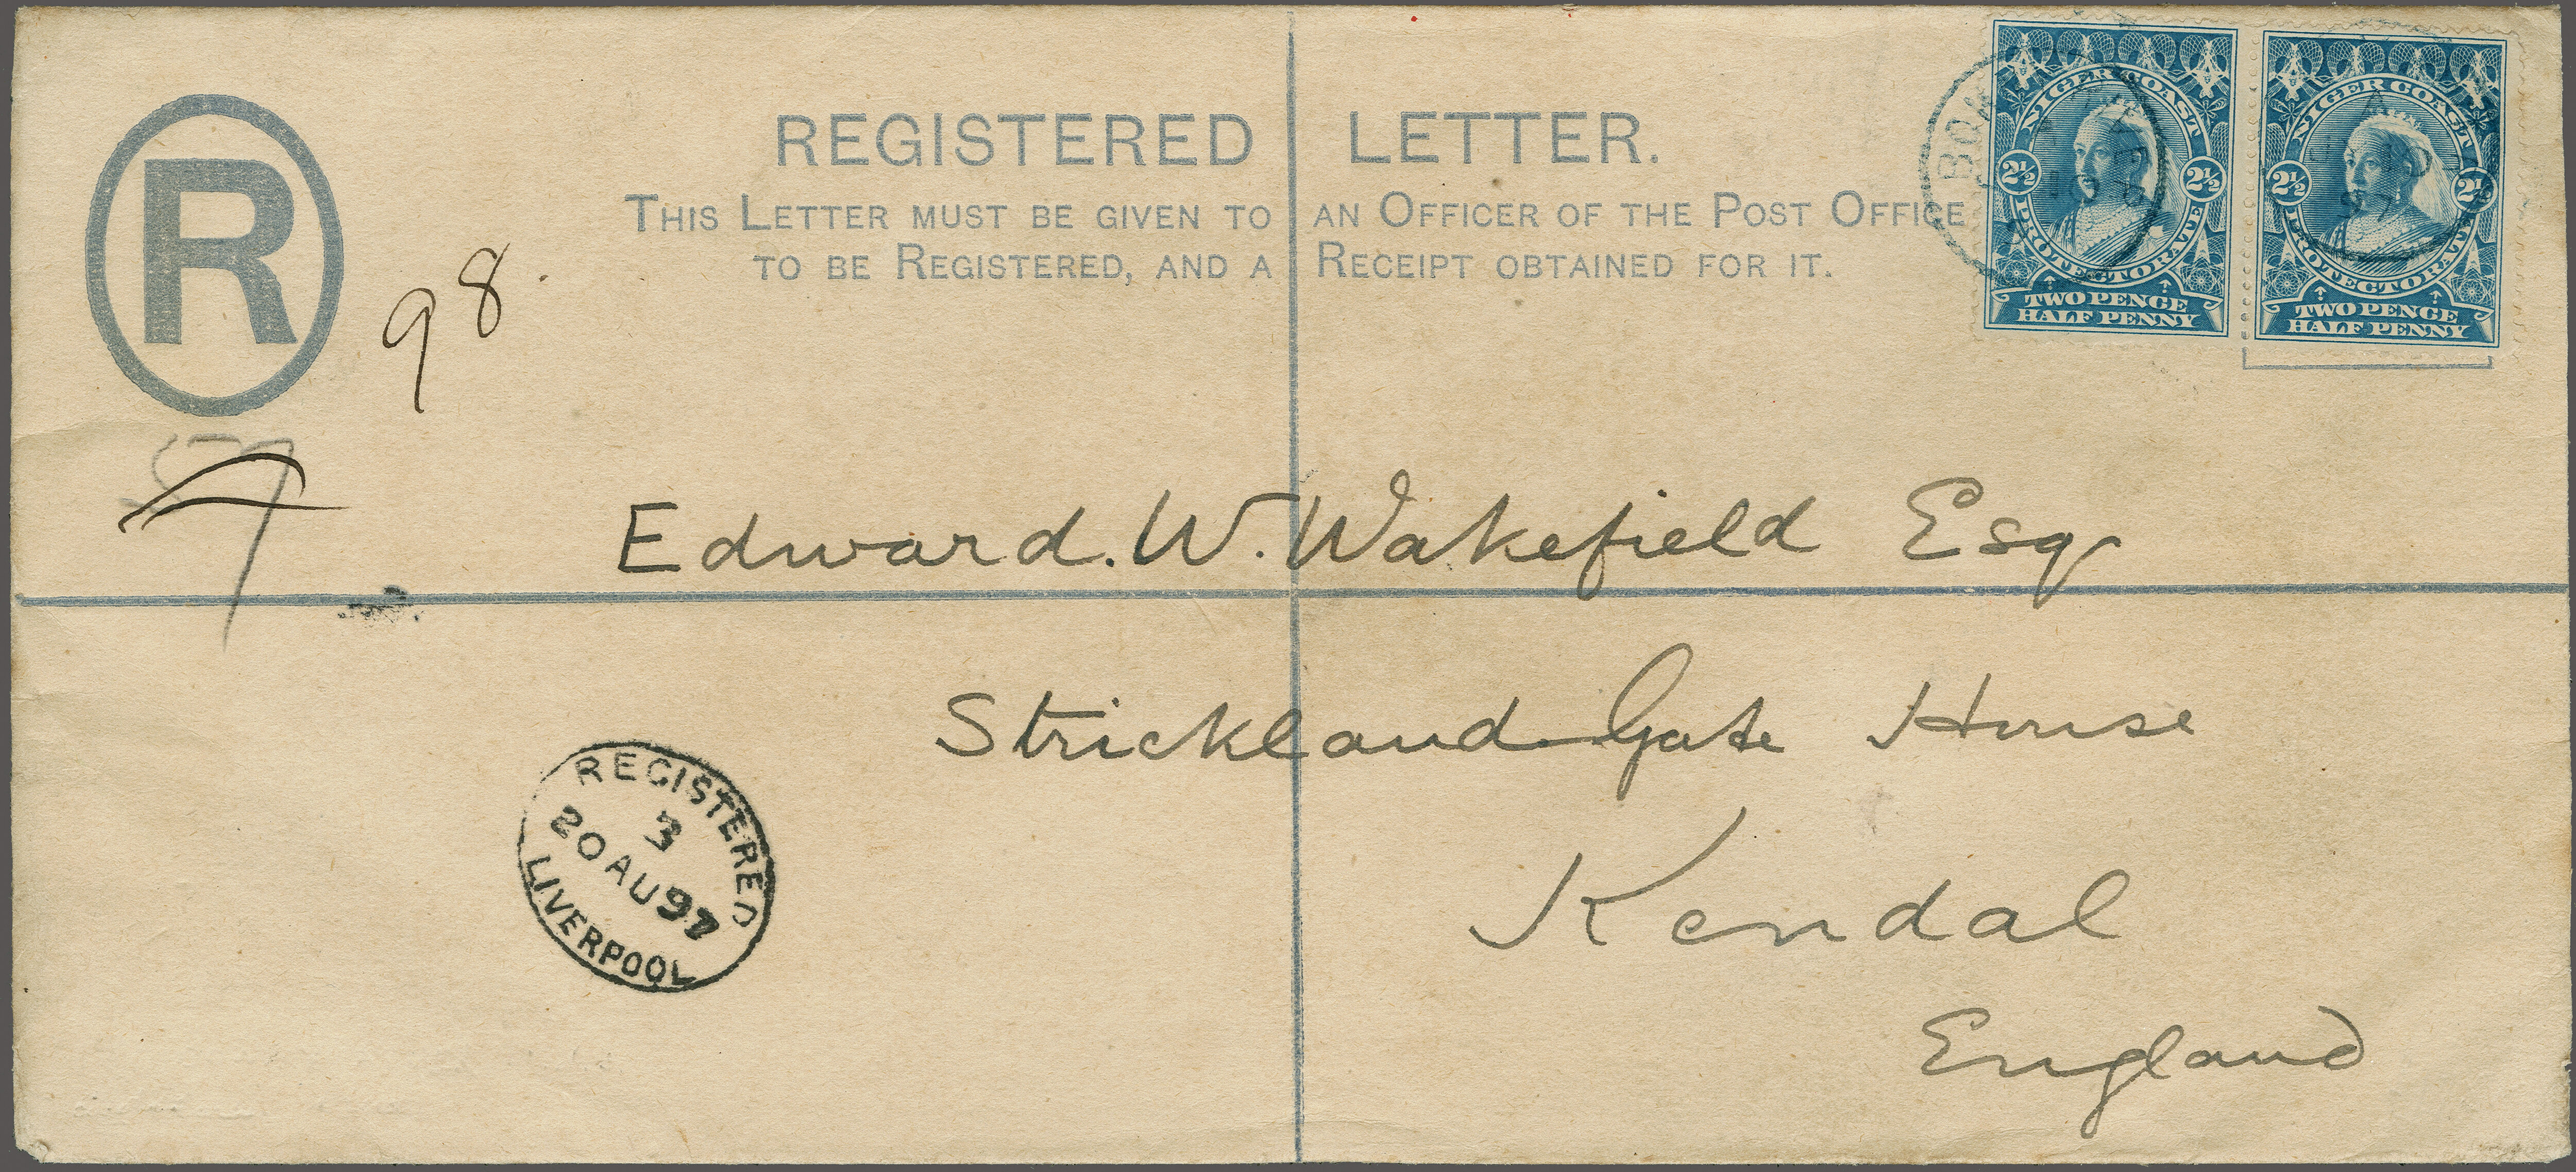 R
REGISTERED LETTER.
THIS LETTER MUST BE GIVEN TO AN OFFICER OF THE POST OFFICE
TO BE REGISTERED, AND A RECEIPT OBTAINED FOR IT.
98.
NIGER COAST
2½ 2½
PROTECTORATE
TWO PENCE
HALF PENNY
NIGER COAST
2½ 2½
PROTECTORATE
TWO PENCE
HALF PENNY
Edward. W. Wakefield Esq
Strickland Gate House
Kendal
England
REGISTERED
3
20 AU 97
LIVERPOOL